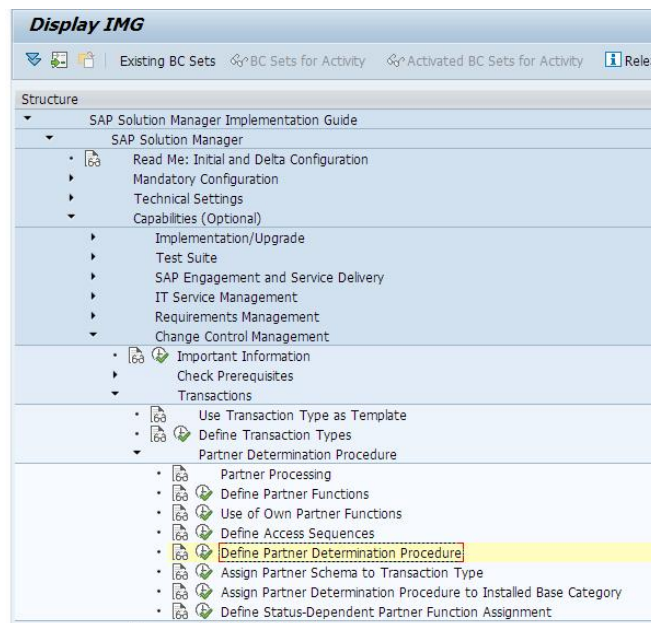 Display IMG
Existing BC Sets BC Sets for Activity Activated BC Sets for Activity Rele
Structure
SAP Solution Manager Implementation Guide
SAP Solution Manager
Read Me: Initial and Delta Configuration
Mandatory Configuration
Technical Settings
Capabilities (Optional)
Implementation/Upgrade
Test Suite
SAP Engagement and Service Delivery
IT Service Management
Requirements Management
Change Control Management
Important Information
Check Prerequisites
Transactions
Use Transaction Type as Template
Define Transaction Types
Partner Determination Procedure
Partner Processing
Define Partner Functions
Use of Own Partner Functions
Define Access Sequences
Define Partner Determination Procedure
Assign Partner Schema to Transaction Type
Assign Partner Determination Procedure to Installed Base Category
Define Status-Dependent Partner Function Assignment